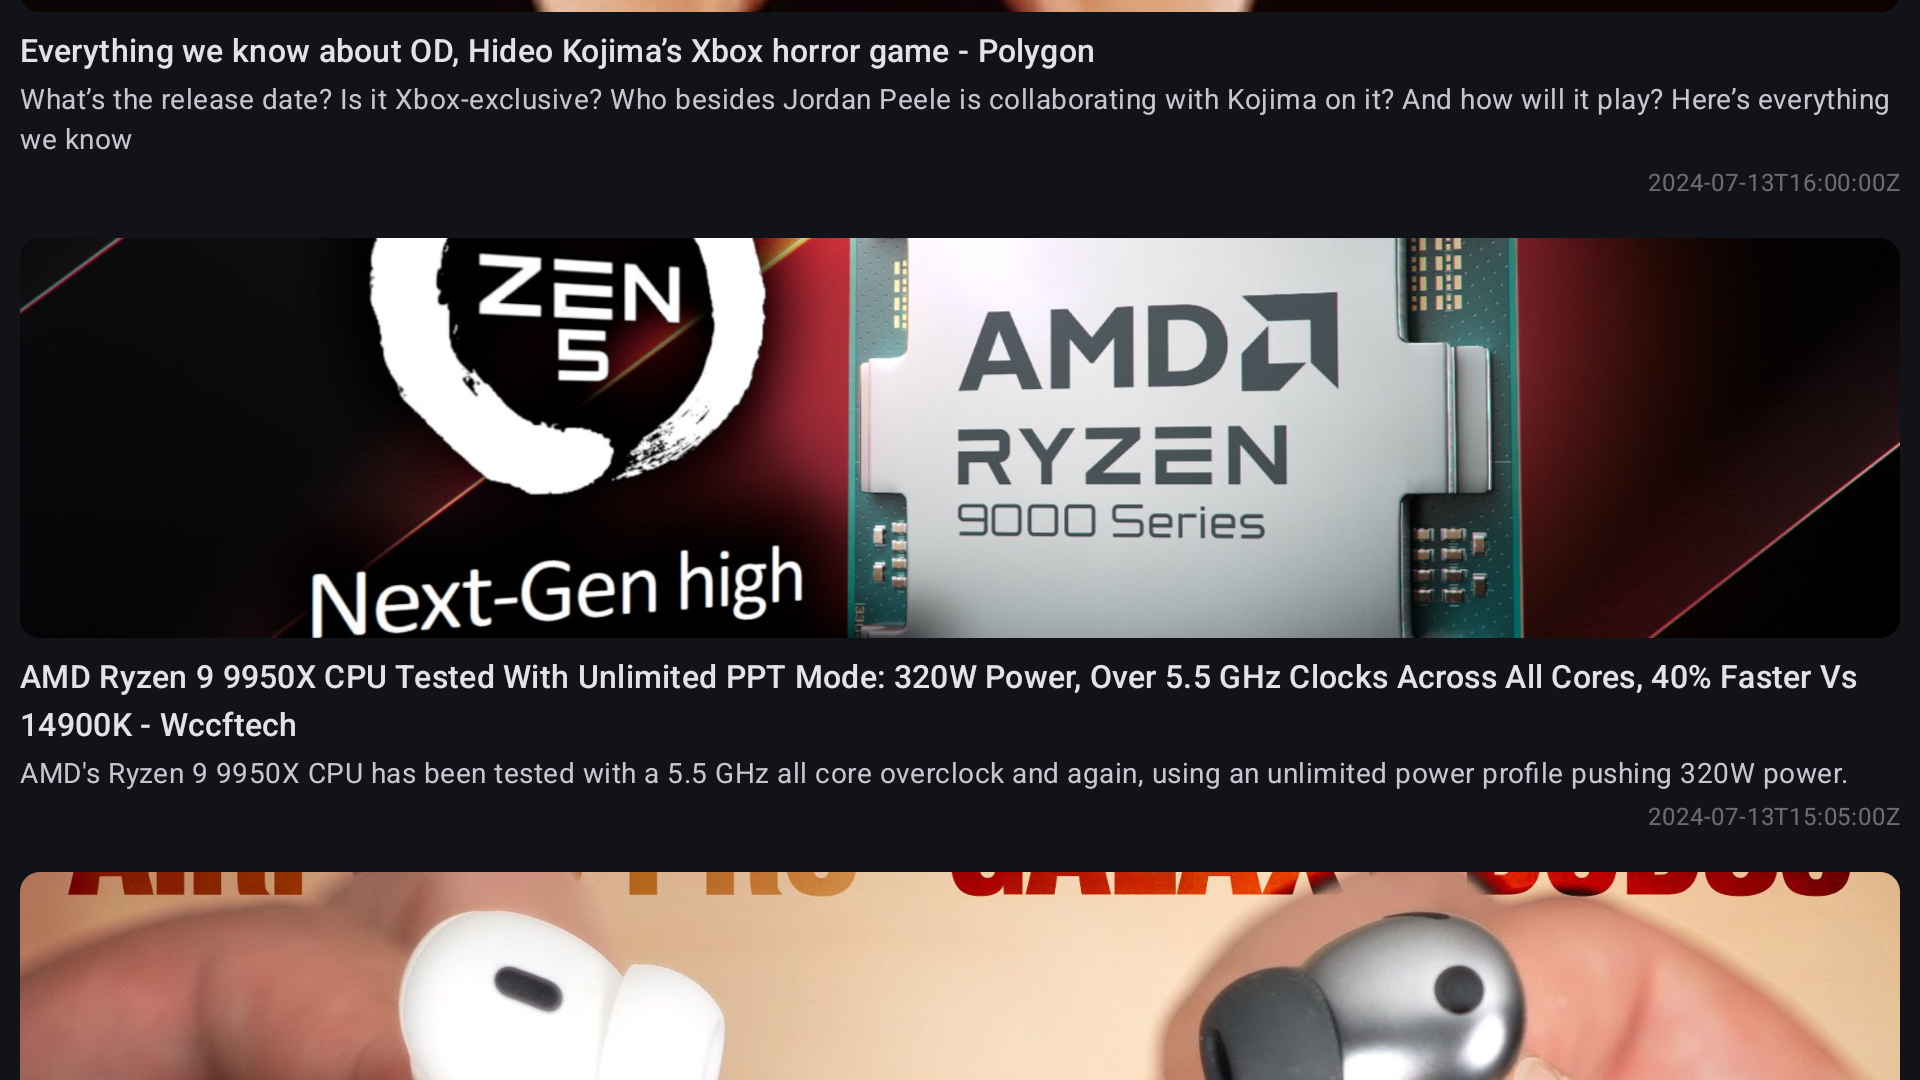 Everything we know about OD, Hideo Kojima’s Xbox horror game - Polygon
What’s the release date? Is it Xbox-exclusive? Who besides Jordan Peele is collaborating with Kojima on it? And how will it play? Here’s everything
we know
2024-07-13T16:00:00Z
ZEN
5
Next-Gen high
AMD
RYZEN
9000 Series
AMD Ryzen 9 9950X CPU Tested With Unlimited PPT Mode: 320W Power, Over 5.5 GHz Clocks Across All Cores, 40% Faster Vs
14900K - Wccftech
AMD's Ryzen 9 9950X CPU has been tested with a 5.5 GHz all core overclock and again, using an unlimited power profile pushing 320W power.
2024-07-13T15:05:00Z